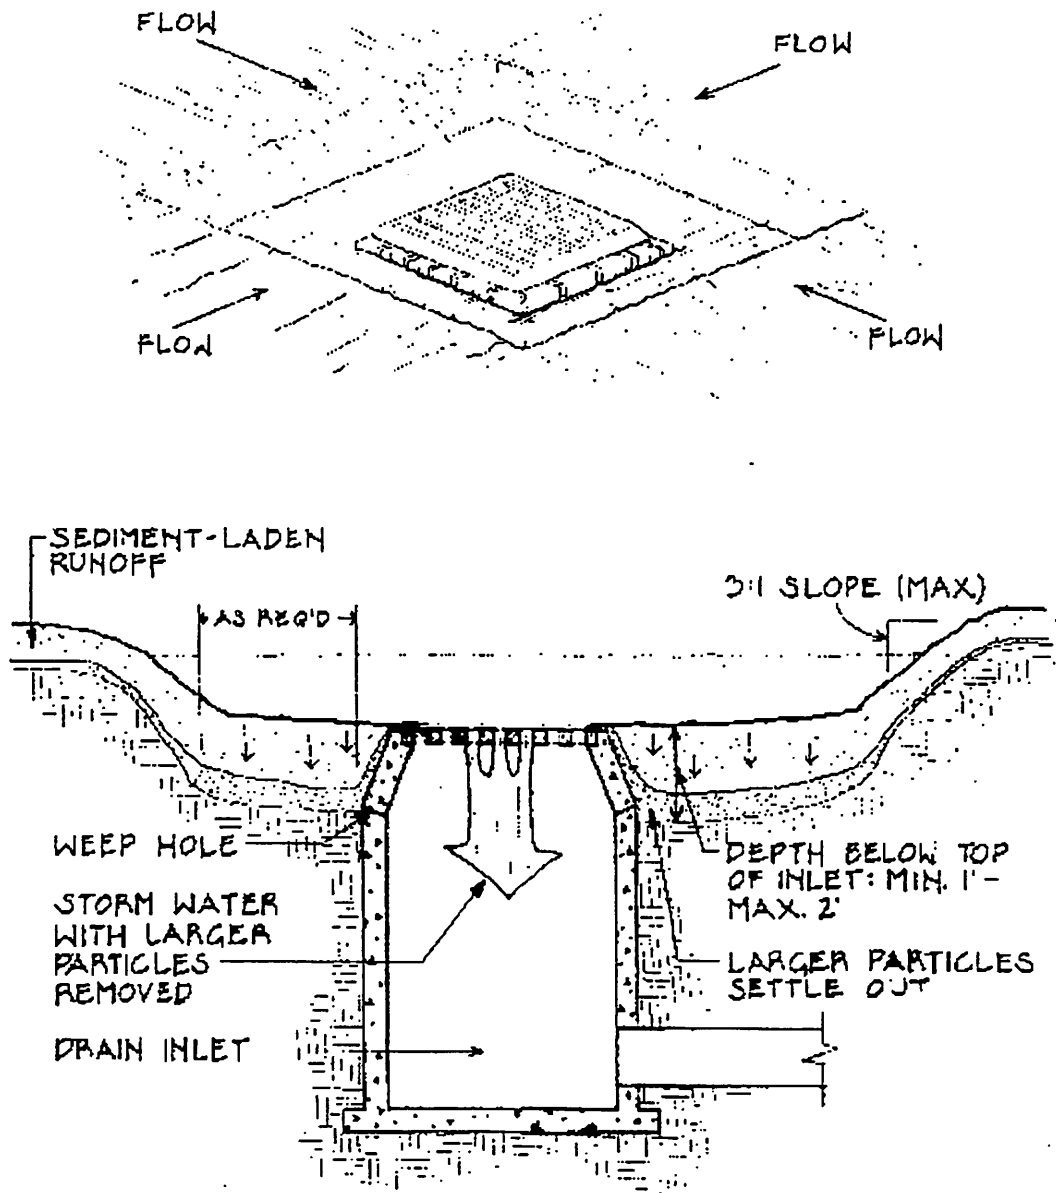 FLOW
FLOW
FLOW
FLOW
SEDIMENT-LADEN
RUNOFF
AS REQ'D
3:1 SLOPE (MAX)
WEEP HOLE
DEPTH BELOW TOP
OF INLET: MIN. 1'-
MAX. 2'
STORM WATER
WITH LARGER
PARTICLES
REMOVED
LARGER PARTICLES
SETTLE OUT
DRAIN INLET